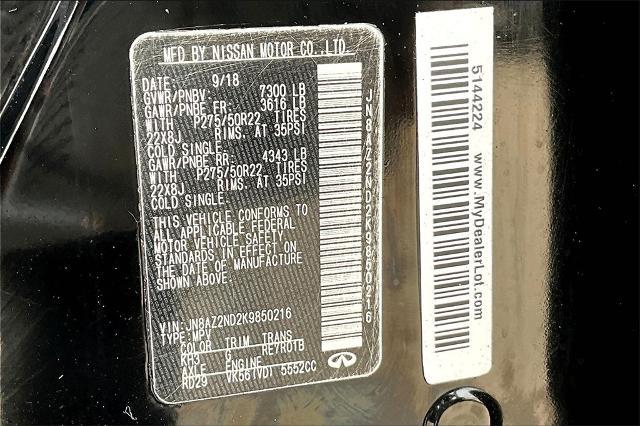 MFD BY NISSAN MOTOR CO.,LTD.
DATE: 9/18
GVWR/PNBV: 7300 LB
GAWR/PNBE FR: 3616 LB
WITH P275/50R22 TIRES
22X8J RIMS, AT 35PSI
COLD SINGLE.
GAWR/PNBE RR: 4343 LB
WITH P275/50R22 TIRES
22X8J RIMS, AT 35PSI
COLD SINGLE.
THIS VEHICLE CONFORMS TO
ALL APPLICABLE FEDERAL
MOTOR VEHICLE SAFETY
STANDARDS IN EFFECT ON
THE DATE OF MANUFACTURE
SHOWN ABOVE.
VIN:JN8AZ2ND2K9850216
TYPE:MPV
COLOR TRIM TRANS
KH3 G RE7R01B
AXLE ENGINE
RD29 VK56(VD) 5552CC
JN8AZ2ND2K9850216
5144224
www.MyDealerLot.com